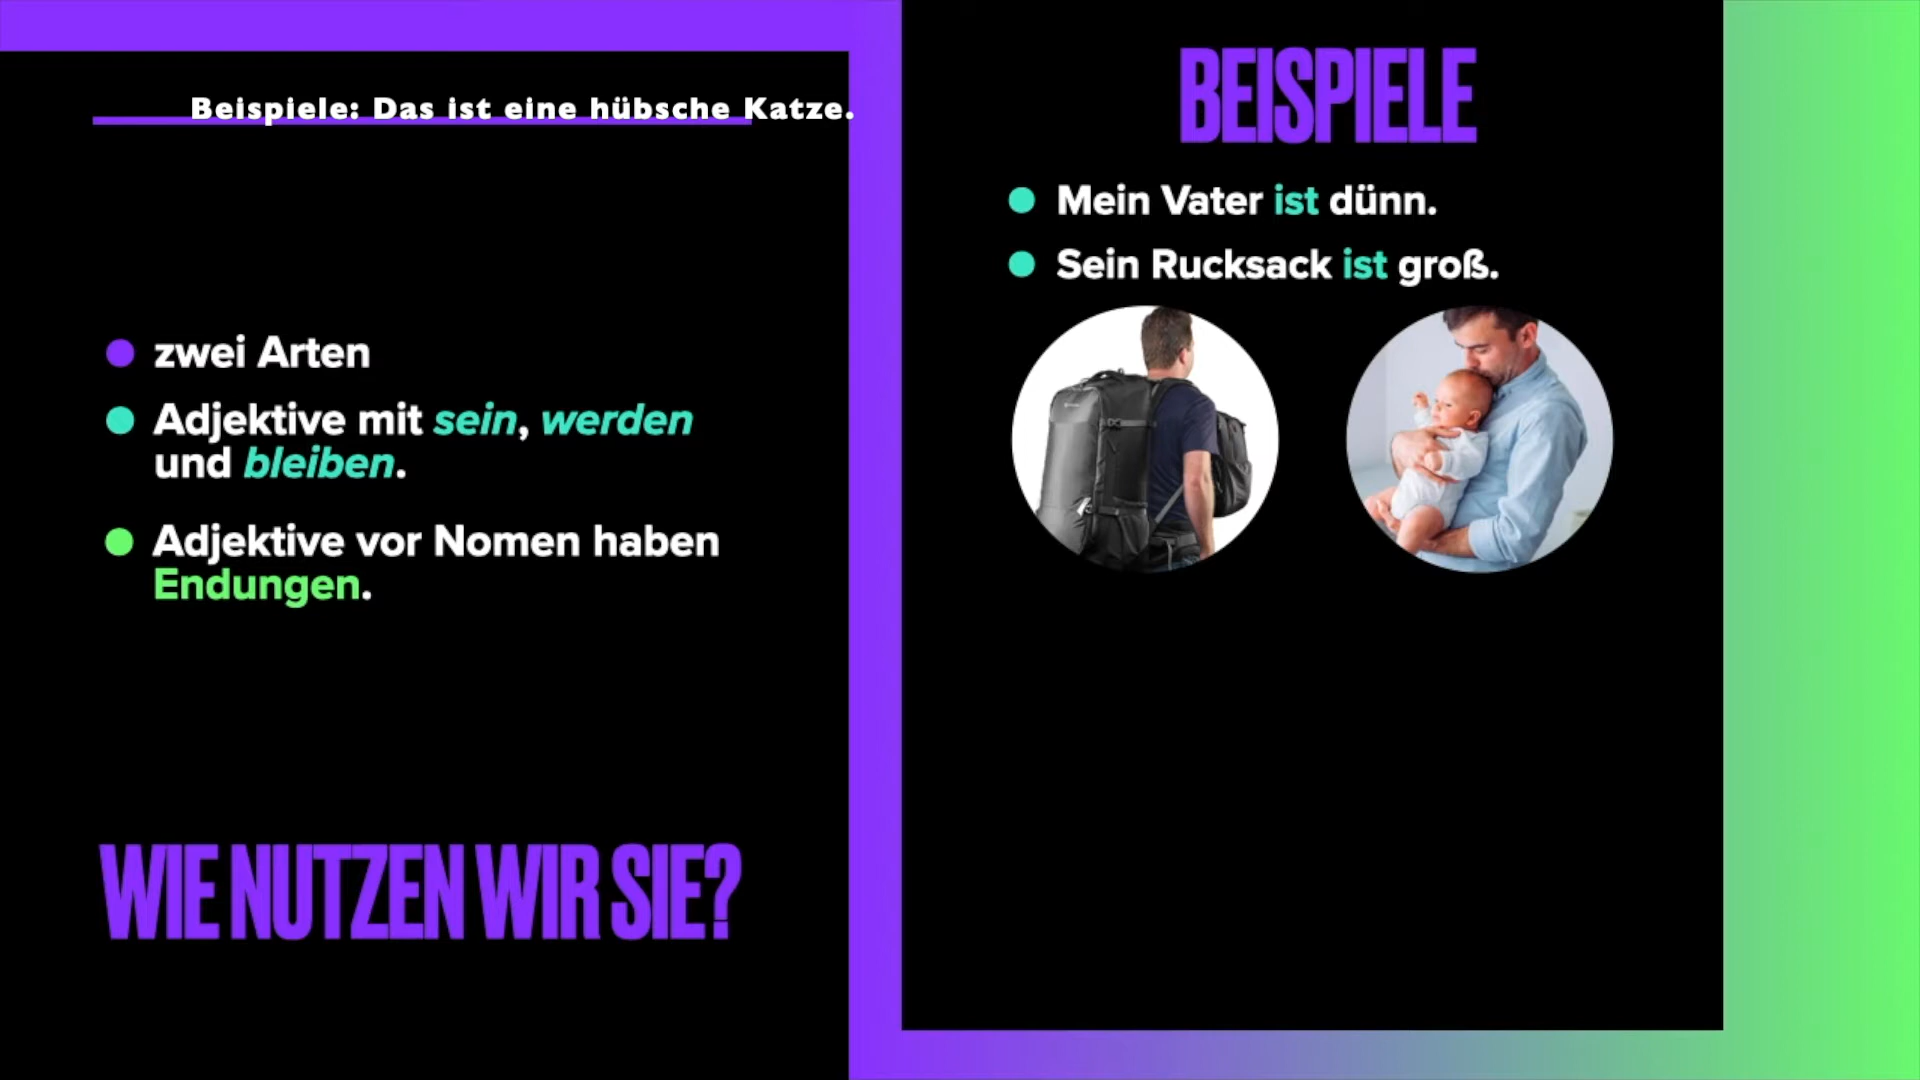 Beispiele: Das ist eine hübsche Katze.
zwei Arten
Adjektive mit sein, werden
und bleiben.
Adjektive vor Nomen haben
Endungen.
WIE NUTZEN WIR SIE?
BEISPIELE
Mein Vater ist dünn.
Sein Rucksack ist groß.